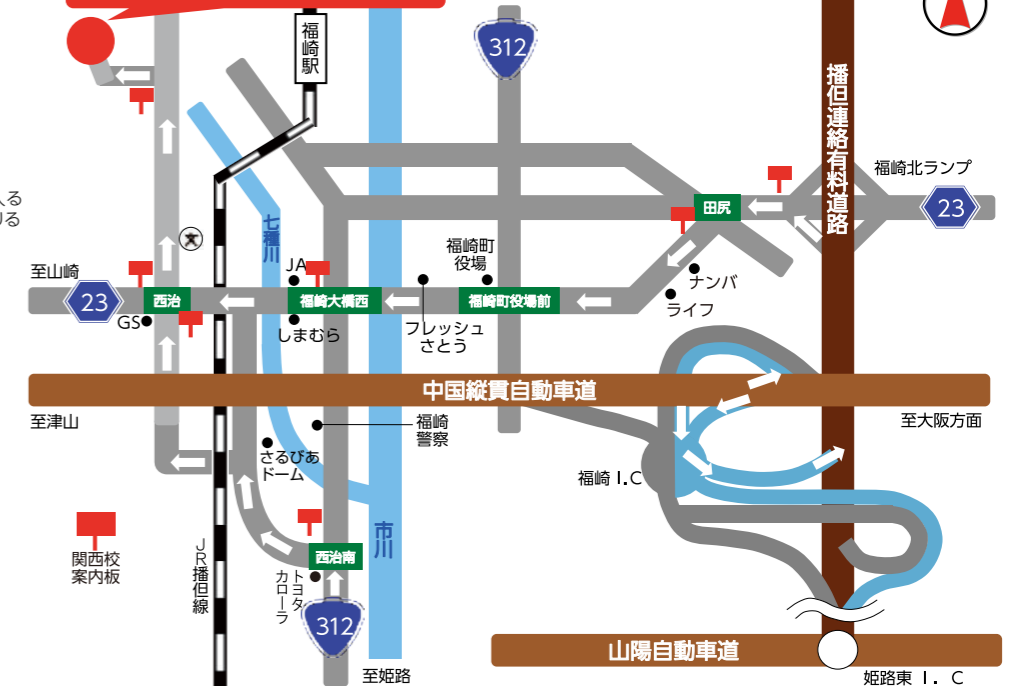 福崎駅
312
播但連絡有料道路
福崎北ランプ
23
入る
りる
七種川
田尻
至山崎
23
西治
GS
JA
福崎大橋西
しまむら
福崎町
役場
福崎町役場前
フレッシュ
さとう
ナンバ
ライフ
中国縦貫自動車道
至津山
至大阪方面
福崎
警察
さるびあ
ドーム
福崎 I.C
関西校
案内板
JR播但線
市川
西治南
トヨタ
カローラ
312
至姫路
山陽自動車道
姫路東 I. C